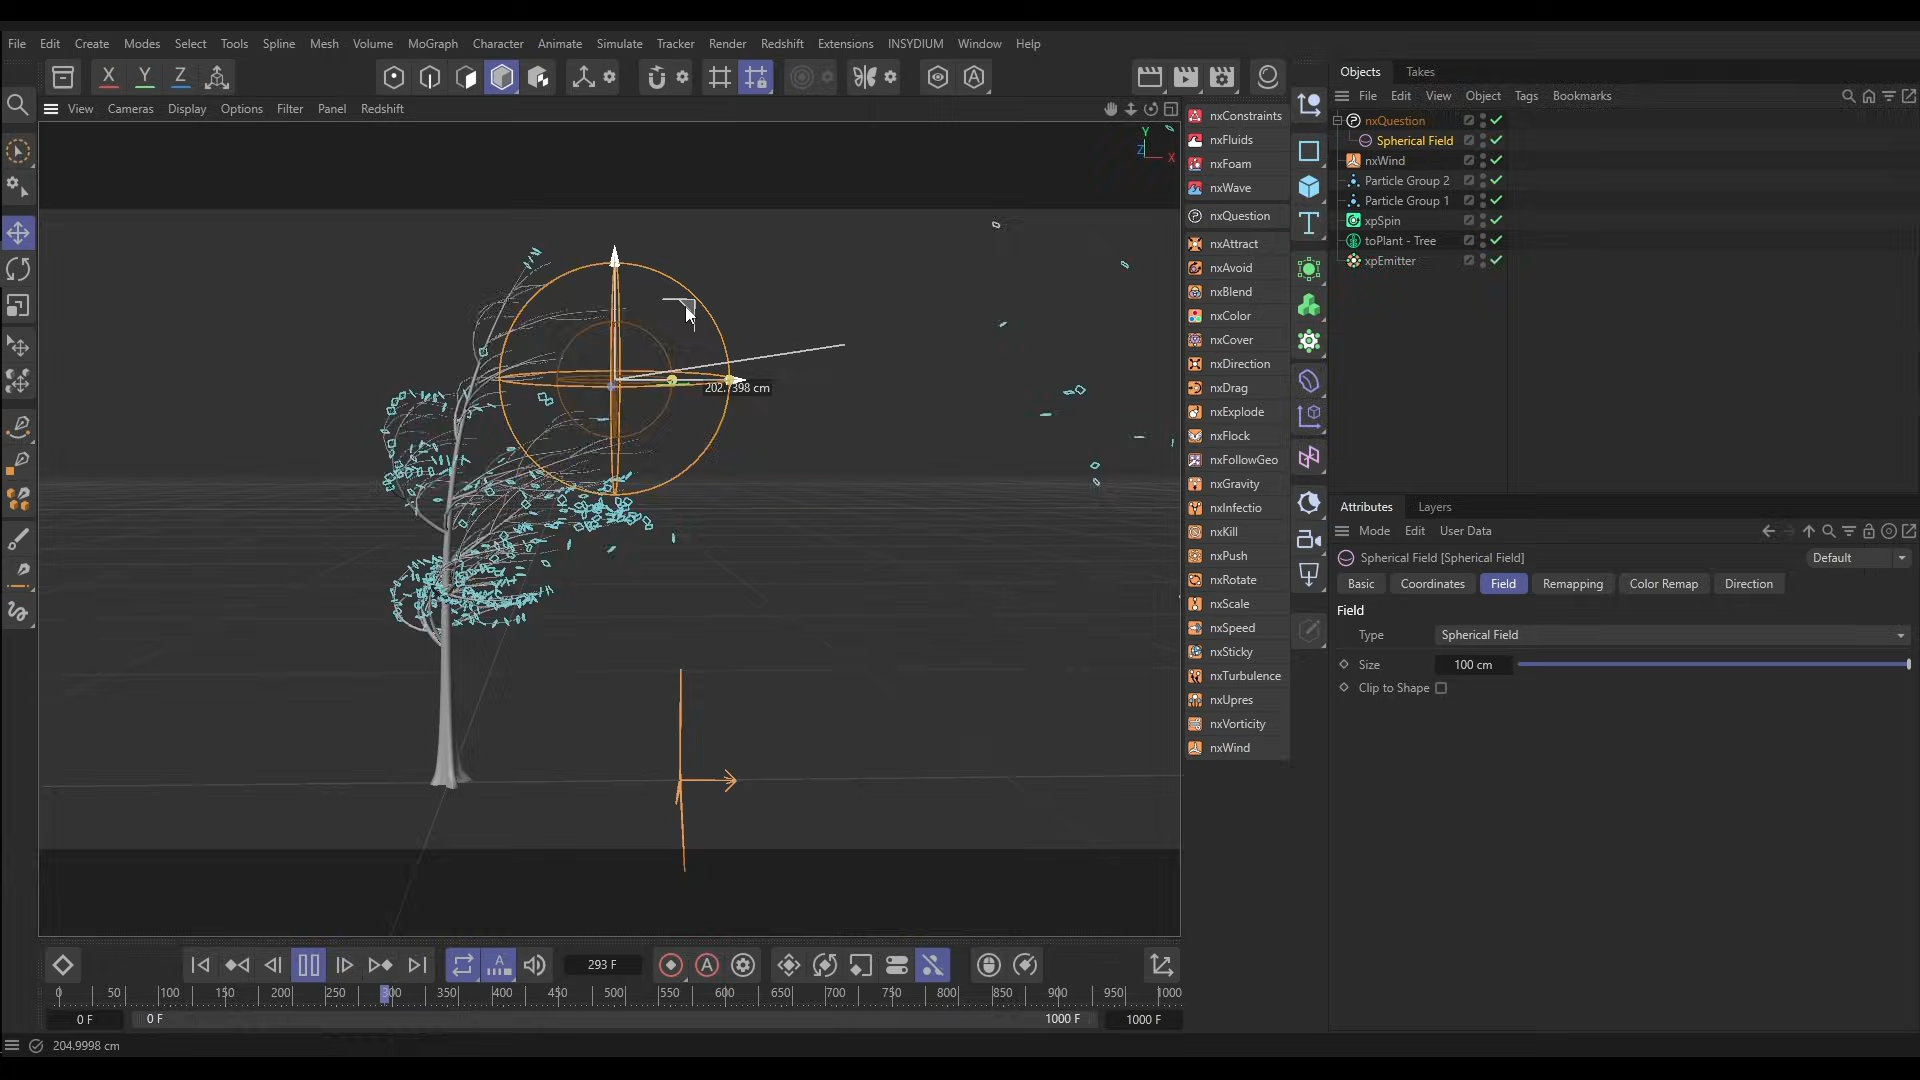 File Edit Create Modes Select Tools Spline Mesh Volume MoGraph Character Animate Simulate Tracker Render Redshift Extensions INSYDIUM Window Help
X Y Z
View Cameras Display Options Filter Panel Redshift
Y
Z
X
202.7398 cm
nxConstraints
nxFluids
nxFoam
nxWave
nxQuestion
nxAttract
nxAvoid
nxBlend
nxColor
nxCover
nxDirection
nxDrag
nxExplode
nxFlock
nxFollowGeo
nxGravity
nxInfectio
nxKill
nxPush
nxRotate
nxScale
nxSpeed
nxSticky
nxTurbulence
nxUpres
nxVorticity
nxWind
Objects Takes
File Edit View Object Tags Bookmarks
nxQuestion
Spherical Field
nxWind
Particle Group 2
Particle Group 1
xpSpin
toPlant - Tree
xpEmitter
Attributes Layers
Mode Edit User Data
Spherical Field [Spherical Field] Default
Basic Coordinates Field Remapping Color Remap Direction
Field
Type Spherical Field
Size 100 cm
Clip to Shape
293 F
0 50 100 150 200 250 300 350 400 450 500 550 600 650 700 750 800 850 900 950 1000
0 F 0 F 1000 F 1000 F
204.9998 cm